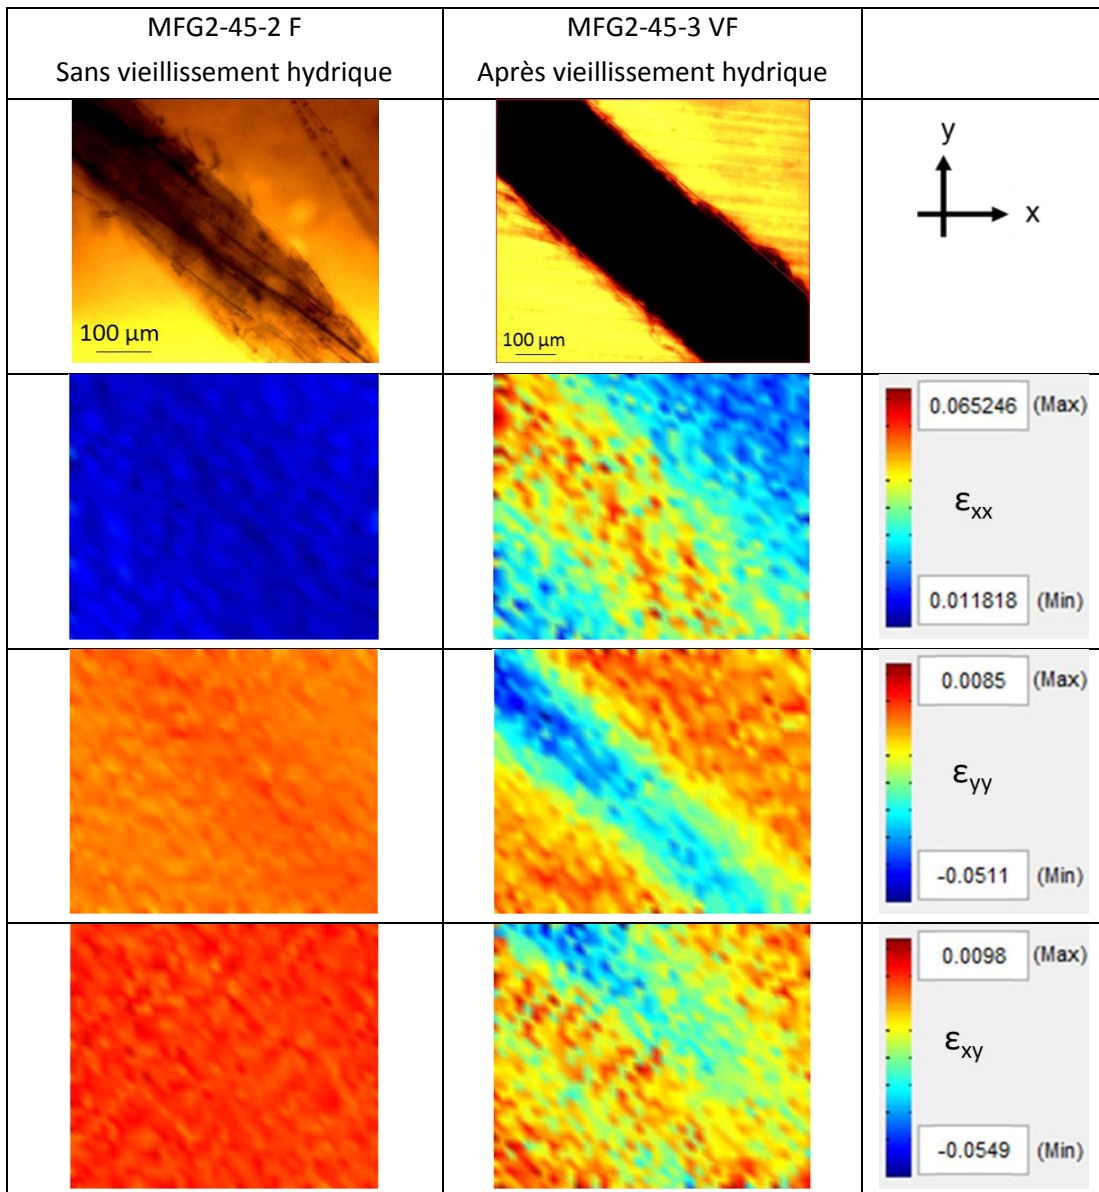 MFG2-45-2 F
Sans vieillissement hydrique
MFG2-45-3 VF
Après vieillissement hydrique
100 µm
100 µm
y
x
0.065246 (Max)
εxx
0.011818 (Min)
0.0085 (Max)
εyy
-0.0511 (Min)
0.0098 (Max)
εxy
-0.0549 (Min)